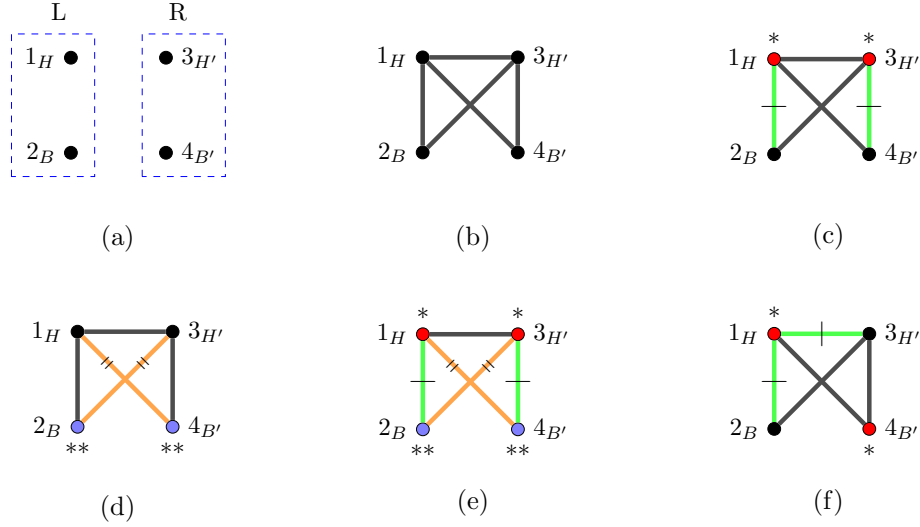 L R
1_H 3_{H'}
2_B 4_{B'}
(a)
1_H 3_{H'}
2_B 4_{B'}
(b)
* *
1_H 3_{H'}
2_B 4_{B'}
(c)
1_H 3_{H'}
2_B 4_{B'}
** **
(d)
* *
1_H 3_{H'}
2_B 4_{B'}
** **
(e)
*
1_H 3_{H'}
2_B 4_{B'}
*
(f)